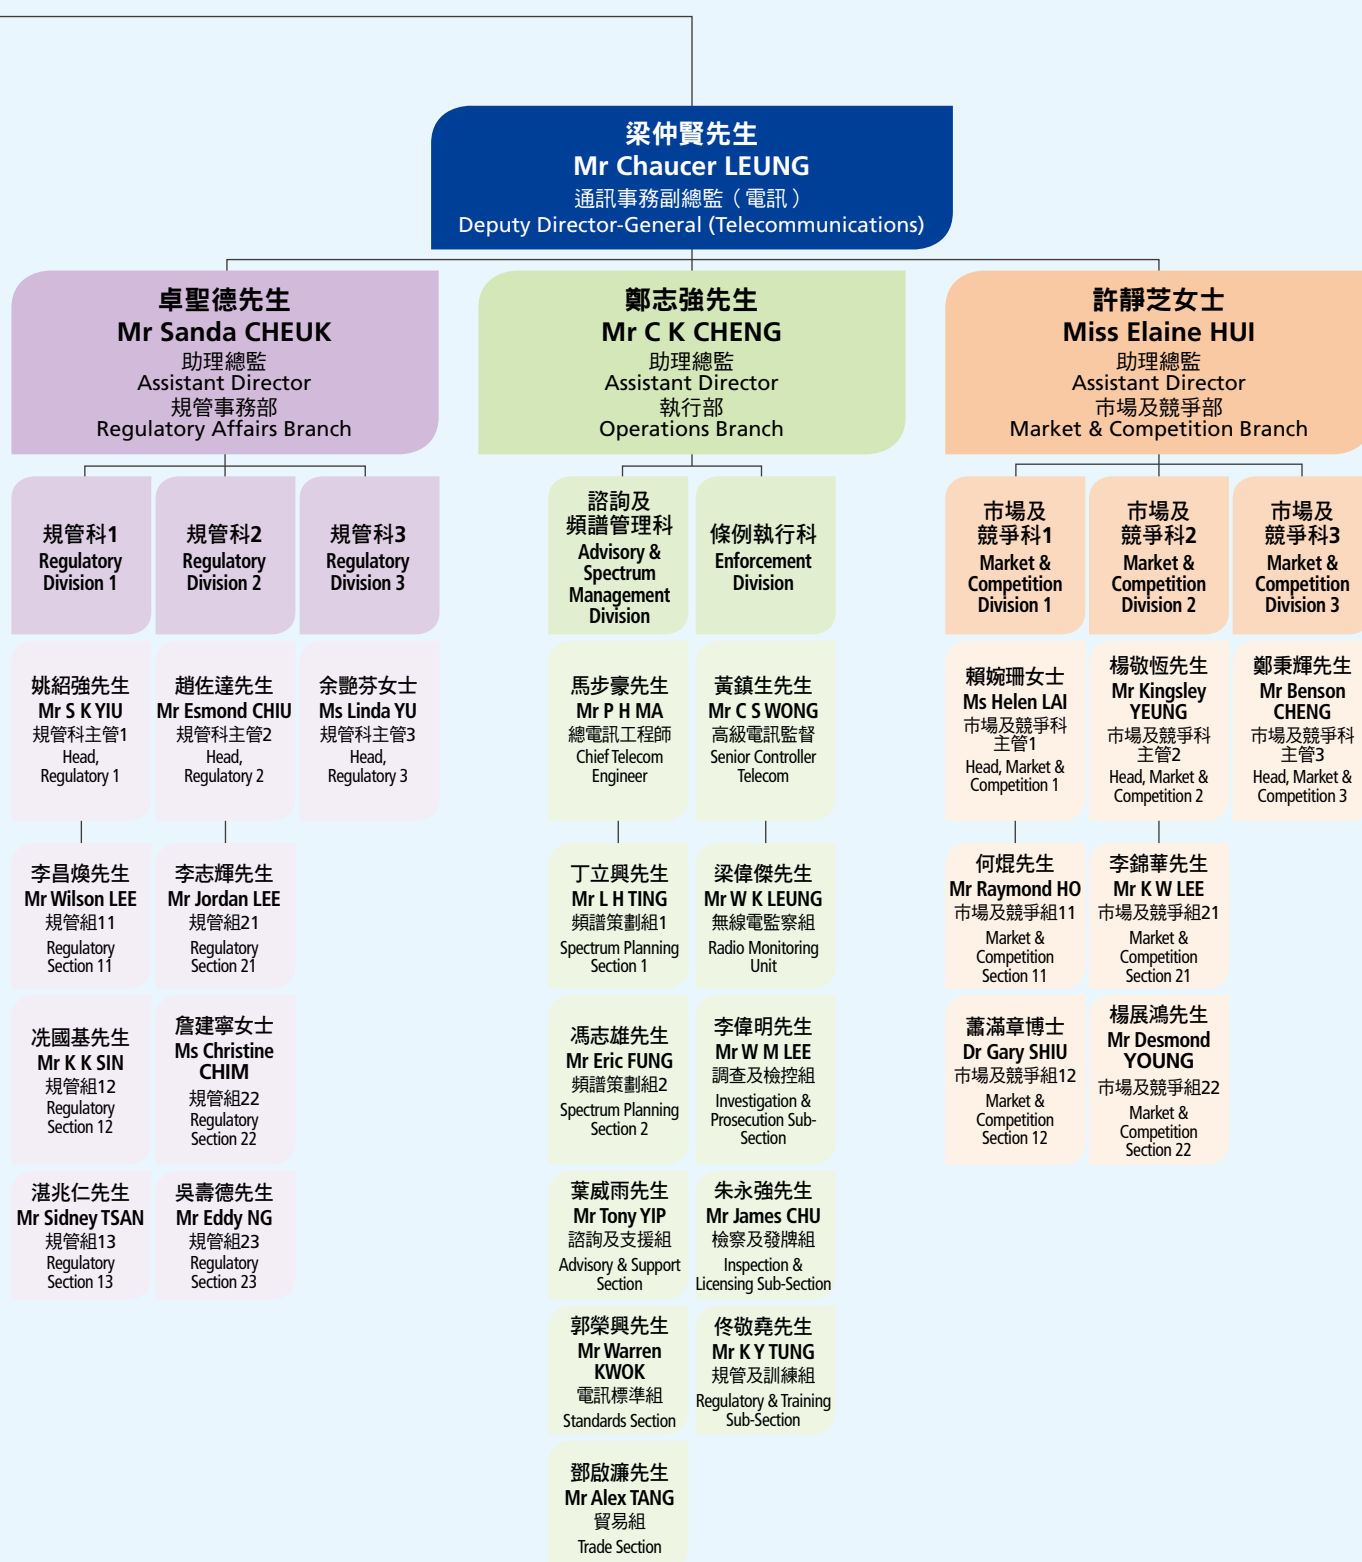 梁仲賢先生
Mr Chaucer LEUNG
通訊事務副總監（電訊）
Deputy Director-General (Telecommunications)
卓聖德先生
Mr Sanda CHEUK
助理總監
Assistant Director
規管事務部
Regulatory Affairs Branch
鄭志強先生
Mr C K CHENG
助理總監
Assistant Director
執行部
Operations Branch
許靜芝女士
Miss Elaine HUI
助理總監
Assistant Director
市場及競爭部
Market & Competition Branch
規管科1
Regulatory
Division 1
規管科2
Regulatory
Division 2
規管科3
Regulatory
Division 3
諮詢及
頻譜管理科
Advisory &
Spectrum
Management
Division
條例執行科
Enforcement
Division
市場及
競爭科1
Market &
Competition
Division 1
市場及
競爭科2
Market &
Competition
Division 2
市場及
競爭科3
Market &
Competition
Division 3
姚紹強先生
Mr S K YIU
規管科主管1
Head,
Regulatory 1
趙佐達先生
Mr Esmond CHIU
規管科主管2
Head,
Regulatory 2
余艷芬女士
Ms Linda YU
規管科主管3
Head,
Regulatory 3
馬步豪先生
Mr P H MA
總電訊工程師
Chief Telecom
Engineer
黃鎮生先生
Mr C S WONG
高級電訊監督
Senior Controller
Telecom
賴婉珊女士
Ms Helen LAI
市場及競爭科
主管1
Head, Market &
Competition 1
楊敬恆先生
Mr Kingsley
YEUNG
市場及競爭科
主管2
Head, Market &
Competition 2
鄭秉輝先生
Mr Benson
CHENG
市場及競爭科
主管3
Head, Market &
Competition 3
李昌煥先生
Mr Wilson LEE
規管組11
Regulatory
Section 11
李志輝先生
Mr Jordan LEE
規管組21
Regulatory
Section 21
丁立興先生
Mr L H TING
頻譜策劃組1
Spectrum Planning
Section 1
梁偉傑先生
Mr W K LEUNG
無線電監察組
Radio Monitoring
Unit
何焜先生
Mr Raymond HO
市場及競爭組11
Market &
Competition
Section 11
李錦華先生
Mr K W LEE
市場及競爭組21
Market &
Competition
Section 21
冼國基先生
Mr K K SIN
規管組12
Regulatory
Section 12
詹建寧女士
Ms Christine
CHIM
規管組22
Regulatory
Section 22
馮志雄先生
Mr Eric FUNG
頻譜策劃組2
Spectrum Planning
Section 2
李偉明先生
Mr W M LEE
調查及檢控組
Investigation &
Prosecution Sub-
Section
蕭滿章博士
Dr Gary SHIU
市場及競爭組12
Market &
Competition
Section 12
楊展鴻先生
Mr Desmond
YOUNG
市場及競爭組22
Market &
Competition
Section 22
湛兆仁先生
Mr Sidney TSAN
規管組13
Regulatory
Section 13
吳壽德先生
Mr Eddy NG
規管組23
Regulatory
Section 23
葉威雨先生
Mr Tony YIP
諮詢及支援組
Advisory & Support
Section
朱永強先生
Mr James CHU
檢察及發牌組
Inspection &
Licensing Sub-Section
郭榮興先生
Mr Warren
KWOK
電訊標準組
Standards Section
佟敬堯先生
Mr K Y TUNG
規管及訓練組
Regulatory & Training
Sub-Section
鄧啟濂先生
Mr Alex TANG
貿易組
Trade Section